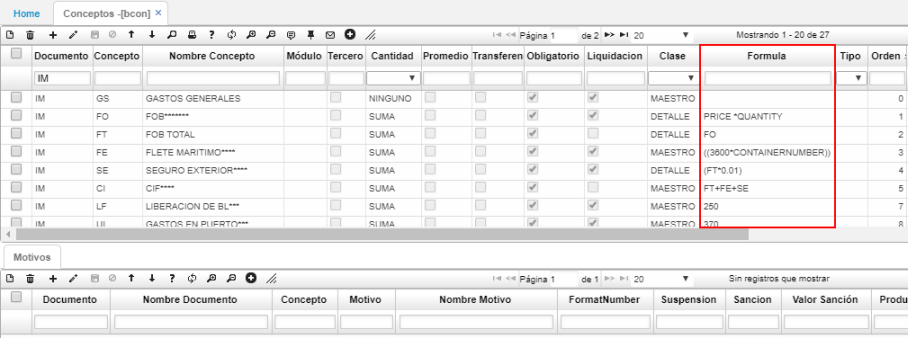 Home Conceptos -[bcon] ×
Página 1 de 2 20 Mostrando 1 - 20 de 27
Documento Concepto Nombre Concepto Módulo Tercero Cantidad Promedio Transferen Obligatorio Liquidacion Clase Formula Tipo Orden
IM
IM GS GASTOS GENERALES NINGUNO MAESTRO 0
IM FO FOB******* SUMA DETALLE PRICE *QUANTITY 1
IM FT FOB TOTAL SUMA DETALLE FO 2
IM FE FLETE MARITIMO**** SUMA MAESTRO ((3600*CONTAINERNUMBER)) 3
IM SE SEGURO EXTERIOR**** SUMA DETALLE (FT*0.01) 4
IM CI CIF**** SUMA MAESTRO FT+FE+SE 5
IM LF LIBERACION DE BL*** SUMA MAESTRO 250 7
IM UI GASTOS EN PUERTO*** SUMA MAESTRO 370 8
Motivos
Página 1 de 1 20 Sin registros que mostrar
Documento Nombre Documento Concepto Motivo Nombre Motivo FormatNumber Suspension Sancion Valor Sanción Produ